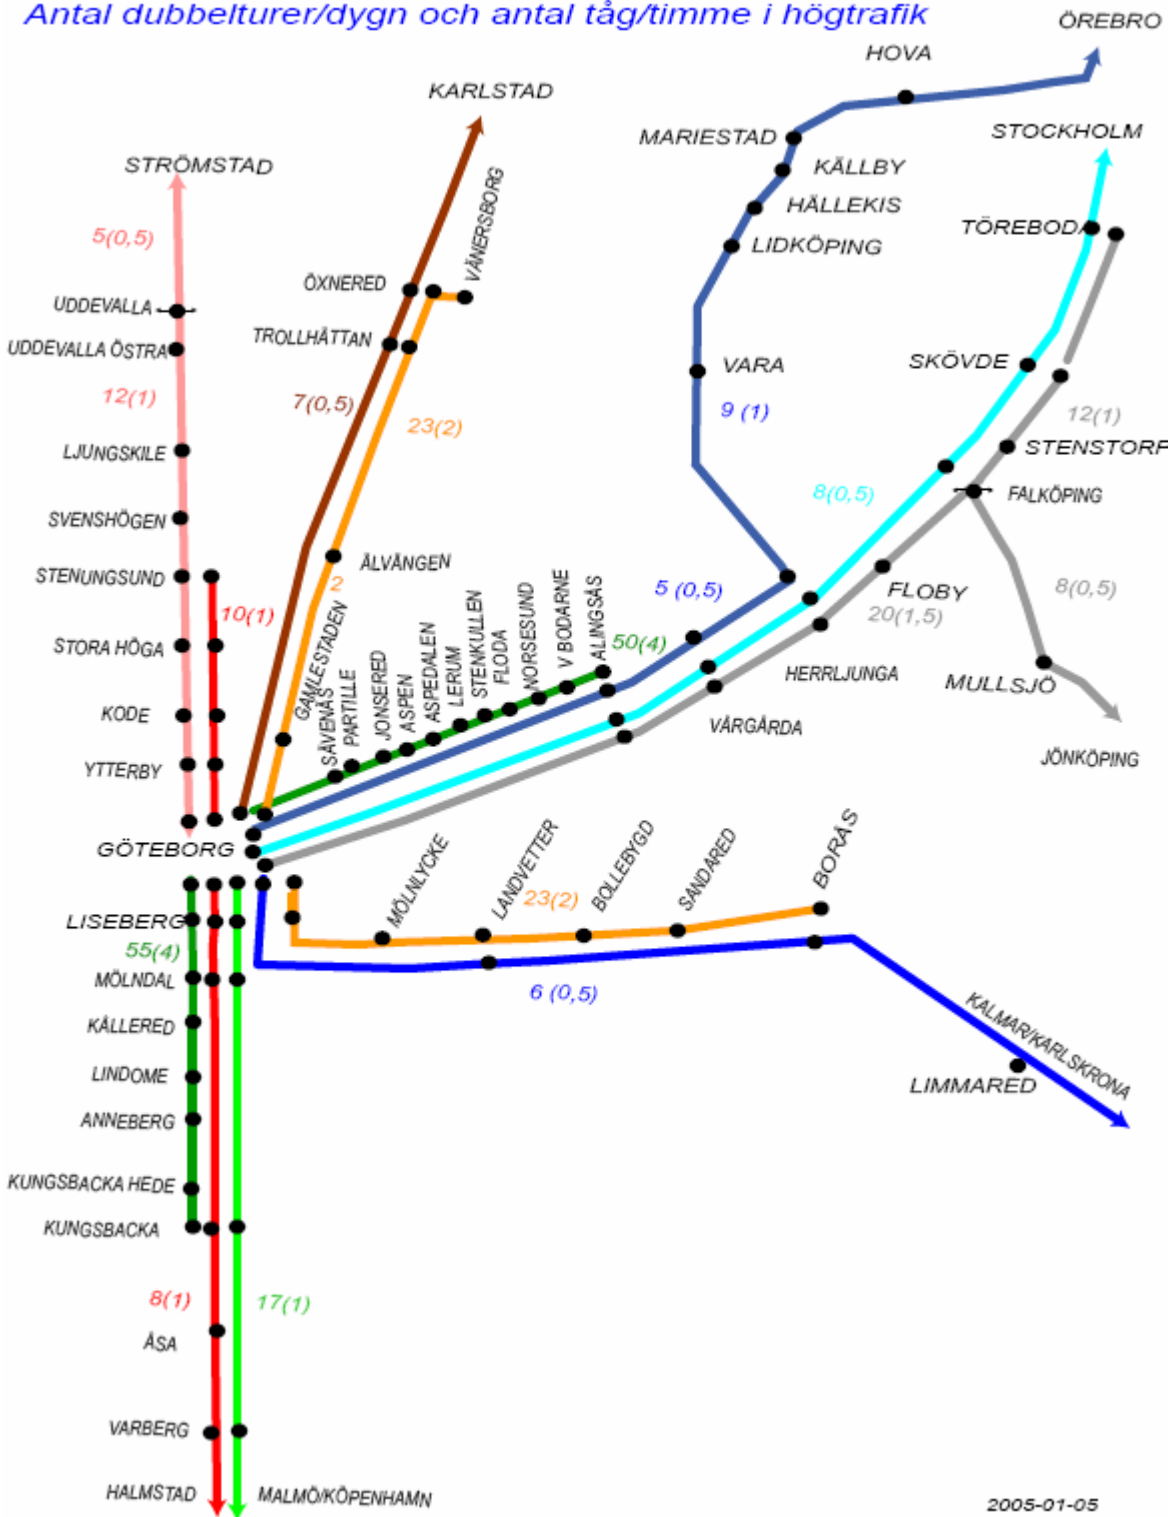 Antal dubbelturer/dygn och antal tåg/timme i högtrafik
ÖREBRO
HOVA
KARLSTAD
MARIESTAD
STOCKHOLM
STRÖMSTAD
KÄLLBY
VÄNERSBORG
HÄLLEKIS
5(0,5)
TÖREBODA
LIDKÖPING
ÖXNERED
UDDEVALLA
TROLLHÄTTAN
UDDEVALLA ÖSTRA
VARA
SKÖVDE
12(1)
7(0,5)
9 (1)
12(1)
23(2)
LJUNGSKILE
STENSTORP
8(0,5)
FALKÖPING
SVENSHÖGEN
ÄLVÄNGEN
STENUNGSUND
2
5 (0,5)
FLOBY
8(0,5)
10(1)
20(1,5)
GAMLESTADEN
SÄVENÄS
PARTILLE
JONSERED
ASPEN
ASPEDALEN
LERUM
STENKULLEN
FLODA
NORSESUND
V BODARNE
ALINGSÅS
50(4)
STORA HÖGA
HERRLJUNGA
MULLSJÖ
KODE
VÅRGÅRDA
JÖNKÖPING
YTTERBY
GÖTEBORG
MÖLNLYCKE
LANDVETTER
BOLLEBYGD
SANDARED
BORÅS
23(2)
LISEBERG
55(4)
MÖLNDAL
6 (0,5)
KÅLLERED
KALMAR/KARLSKRONA
LINDOME
LIMMARED
ANNEBERG
KUNGSBACKA HEDE
KUNGSBACKA
8(1)
17(1)
ÅSA
VARBERG
HALMSTAD
MALMÖ/KÖPENHAMN
2005-01-05